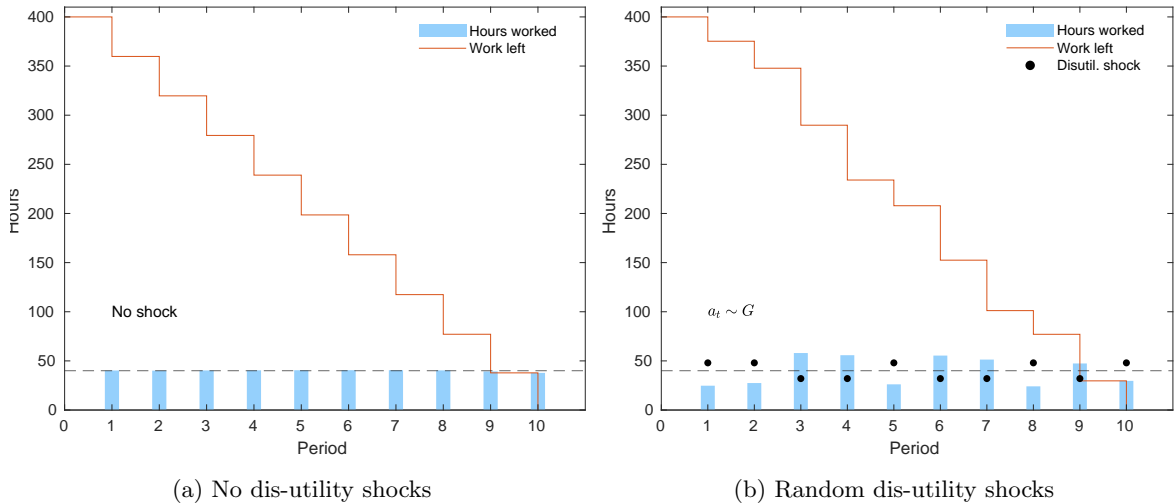 400
350
300
250
200
150
100
50
0
Hours
Hours worked
Work left
No shock
0 1 2 3 4 5 6 7 8 9 10
Period
(a) No dis-utility shocks
400
350
300
250
200
150
100
50
0
Hours
Hours worked
Work left
Disutil. shock
a_t ∼ G
0 1 2 3 4 5 6 7 8 9 10
Period
(b) Random dis-utility shocks